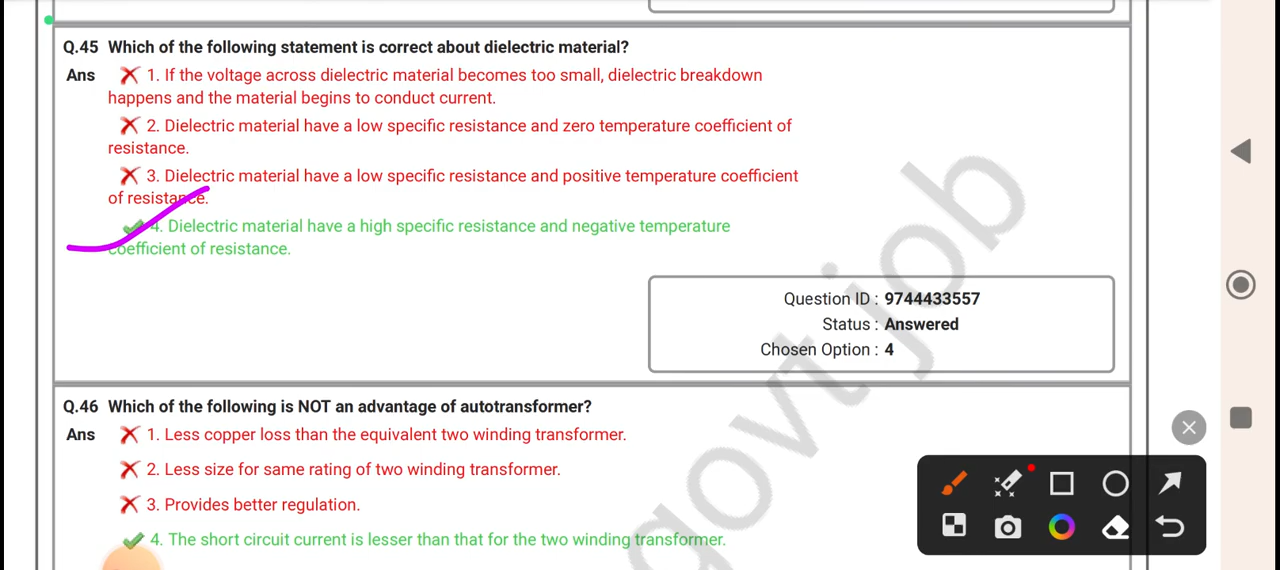 Q.45 Which of the following statement is correct about dielectric material?
Ans 1. If the voltage across dielectric material becomes too small, dielectric breakdown
happens and the material begins to conduct current.
2. Dielectric material have a low specific resistance and zero temperature coefficient of
resistance.
3. Dielectric material have a low specific resistance and positive temperature coefficient
of resistance.
4. Dielectric material have a high specific resistance and negative temperature
coefficient of resistance.
Question ID : 9744433557
Status : Answered
Chosen Option : 4
Q.46 Which of the following is NOT an advantage of autotransformer?
Ans 1. Less copper loss than the equivalent two winding transformer.
2. Less size for same rating of two winding transformer.
3. Provides better regulation.
4. The short circuit current is lesser than that for the two winding transformer.
govt job